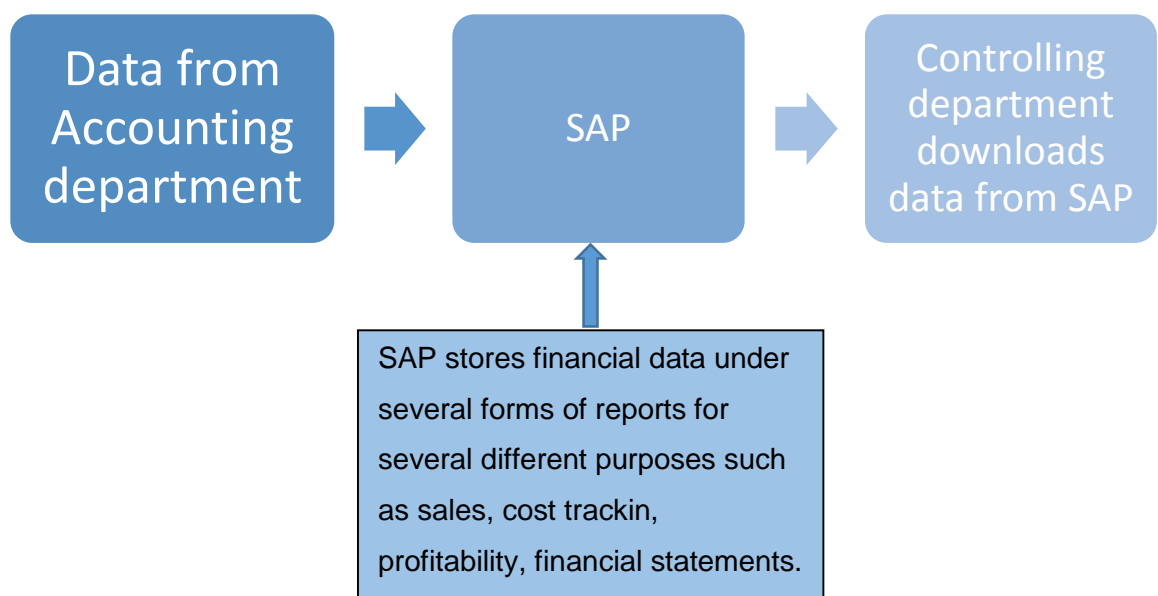 Data from
Accounting
department
SAP
Controlling
department
downloads
data from SAP
SAP stores financial data under
several forms of reports for
several different purposes such
as sales, cost trackin,
profitability, financial statements.